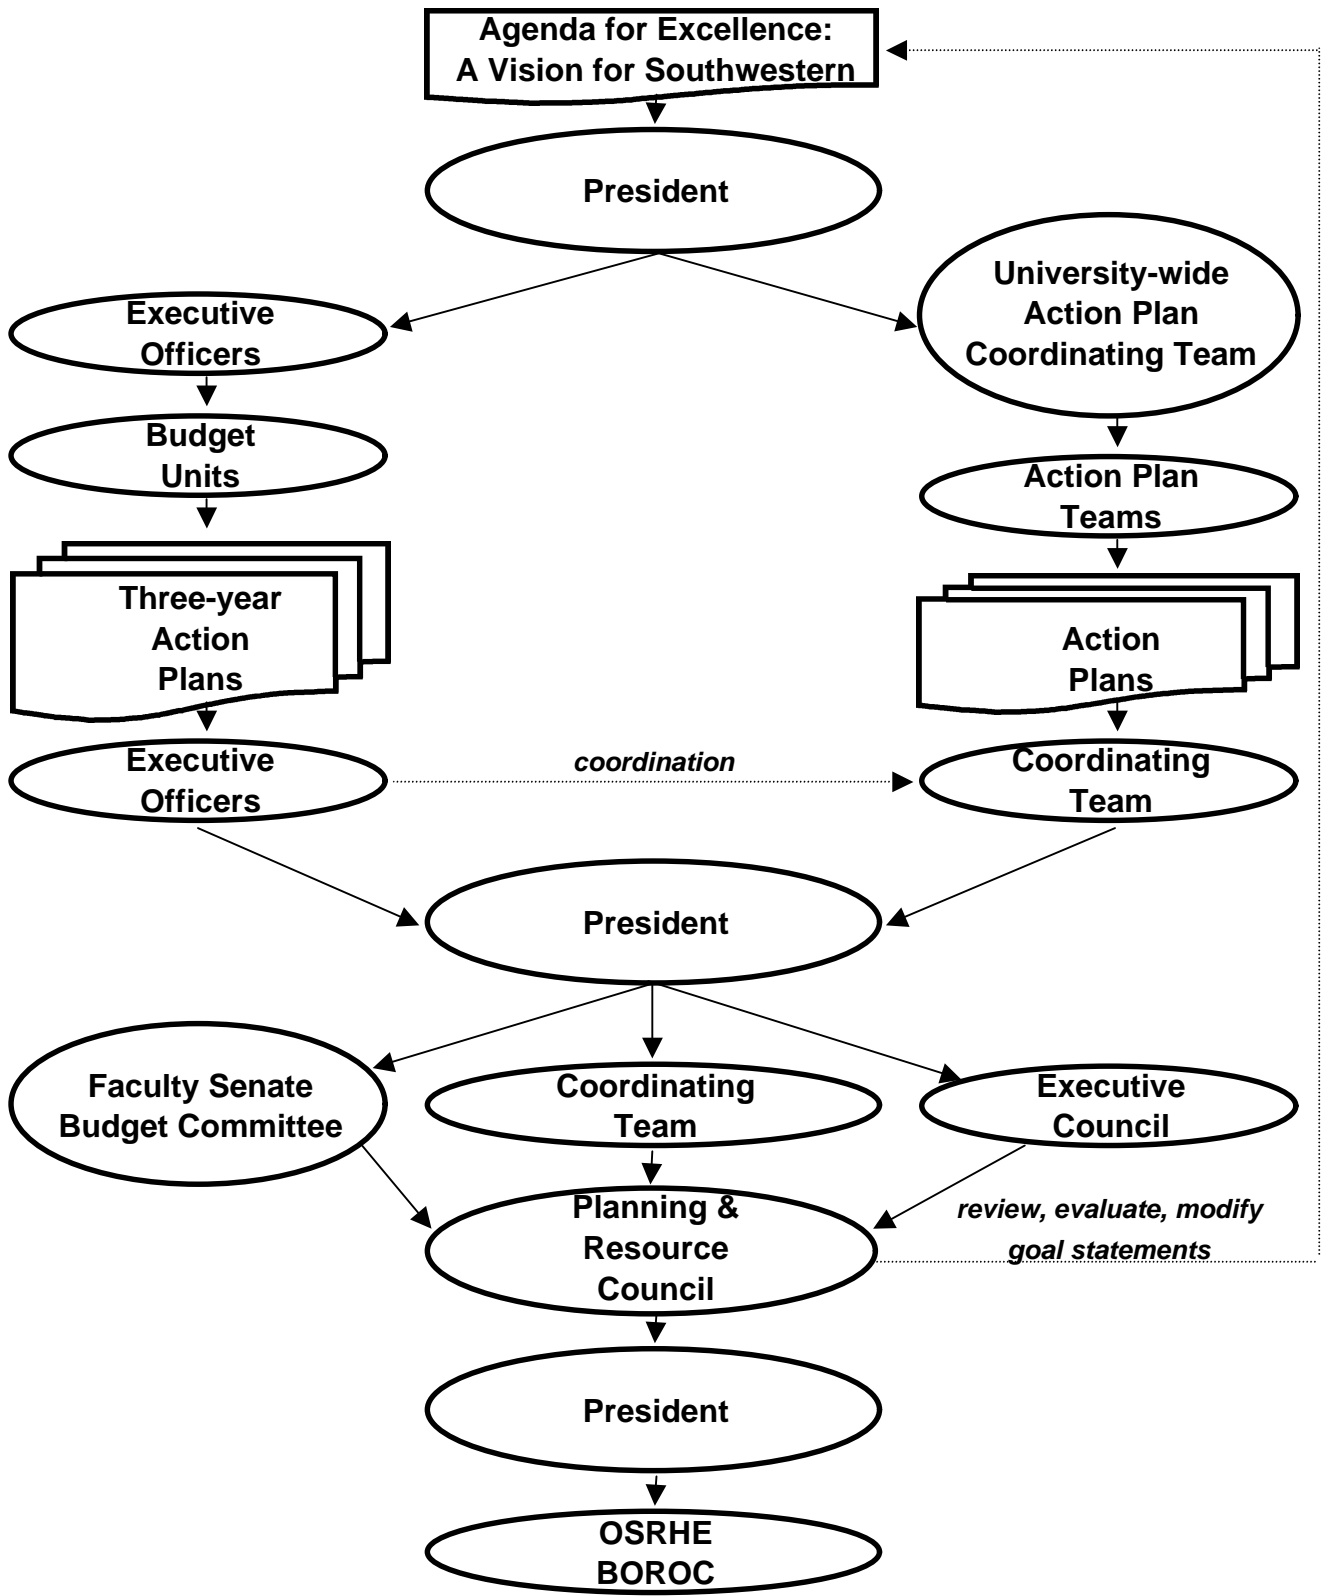 Agenda for Excellence:
A Vision for Southwestern
President
Executive
Officers
University-wide
Action Plan
Coordinating Team
Budget
Units
Action Plan
Teams
Three-year
Action
Plans
Action
Plans
Executive
Officers
coordination
Coordinating
Team
President
Faculty Senate
Budget Committee
Coordinating
Team
Executive
Council
Planning &
Resource
Council
review, evaluate, modify
goal statements
President
OSRHE
BOROC